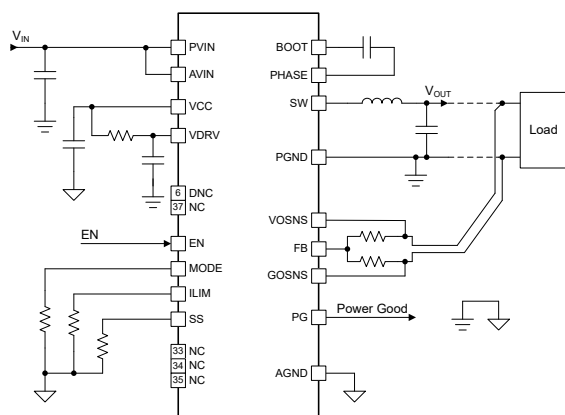 VIN
PVIN
AVIN
VCC
VDRV
6 DNC
37 NC
EN
EN
MODE
ILIM
SS
33 NC
34 NC
35 NC
BOOT
PHASE
SW
VOUT
Load
PGND
VOSNS
FB
GOSNS
PG
Power Good
AGND